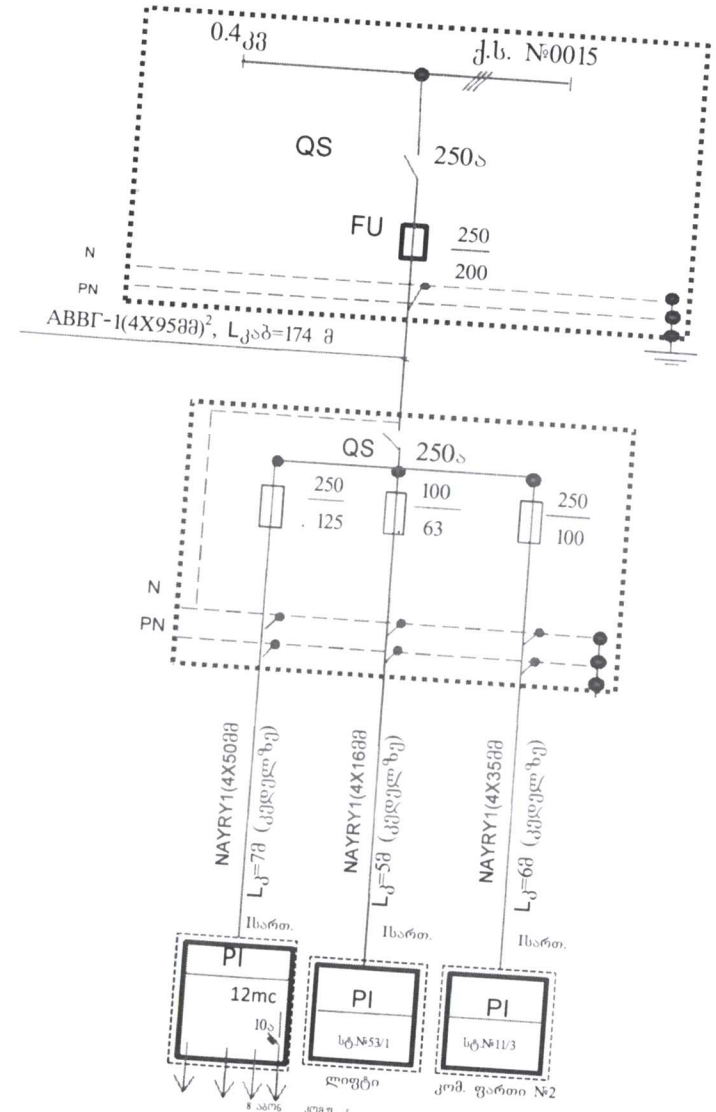 0.4კვ
ქ.ს. №0015
QS
250ა
FU
250
200
N
PN
АВВГ-1(4X95მმ)², Lკაბ=174 მ
QS
250ა
250
125
100
63
250
100
N
PN
NAYRY1(4X50მმ
Lკ=7მ (კედელზე)
NAYRY1(4X16მმ
Lკ=5მ (კედელზე)
NAYRY1(4X35მმ
Lკ=6მ (კედელზე)
Iსართ.
Iსართ.
Iსართ.
PI
12mc
10ა
PI
სტ.№53/1
PI
სტ.№11/3
ლიფტი
კომ. ფართი №2
8